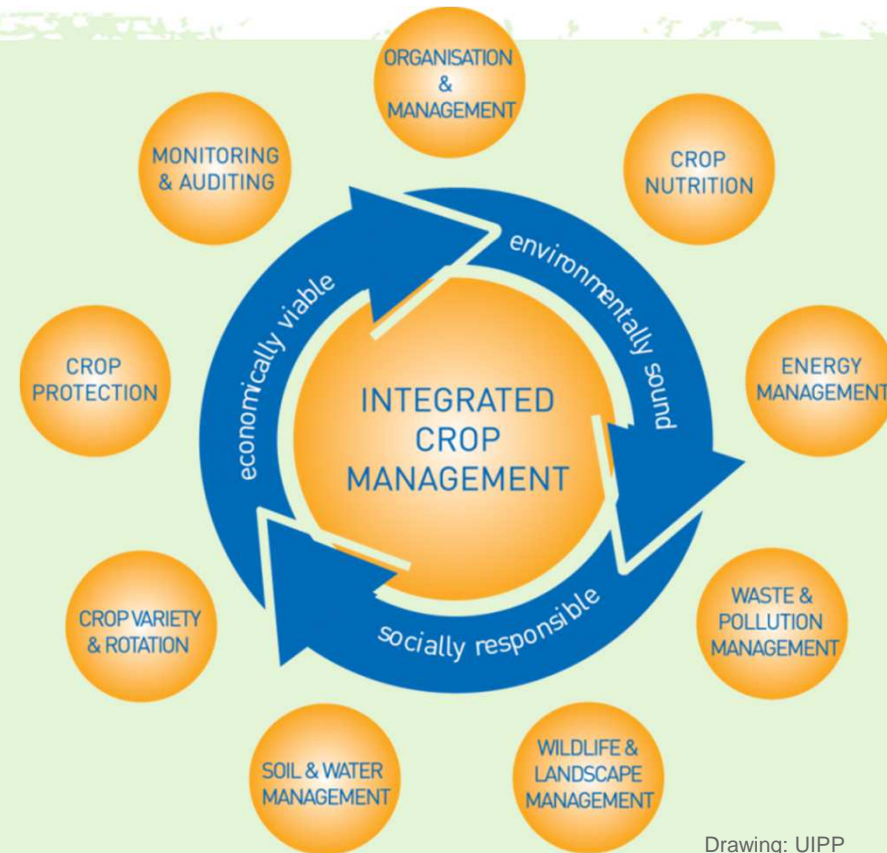 ORGANISATION
&
MANAGEMENT
CROP
NUTRITION
ENERGY
MANAGEMENT
WASTE &
POLLUTION
MANAGEMENT
WILDLIFE &
LANDSCAPE
MANAGEMENT
SOIL & WATER
MANAGEMENT
CROP VARIETY
& ROTATION
CROP
PROTECTION
MONITORING
& AUDITING
economically viable
environmentally sound
socially responsible
INTEGRATED
CROP
MANAGEMENT
Drawing: UIPP